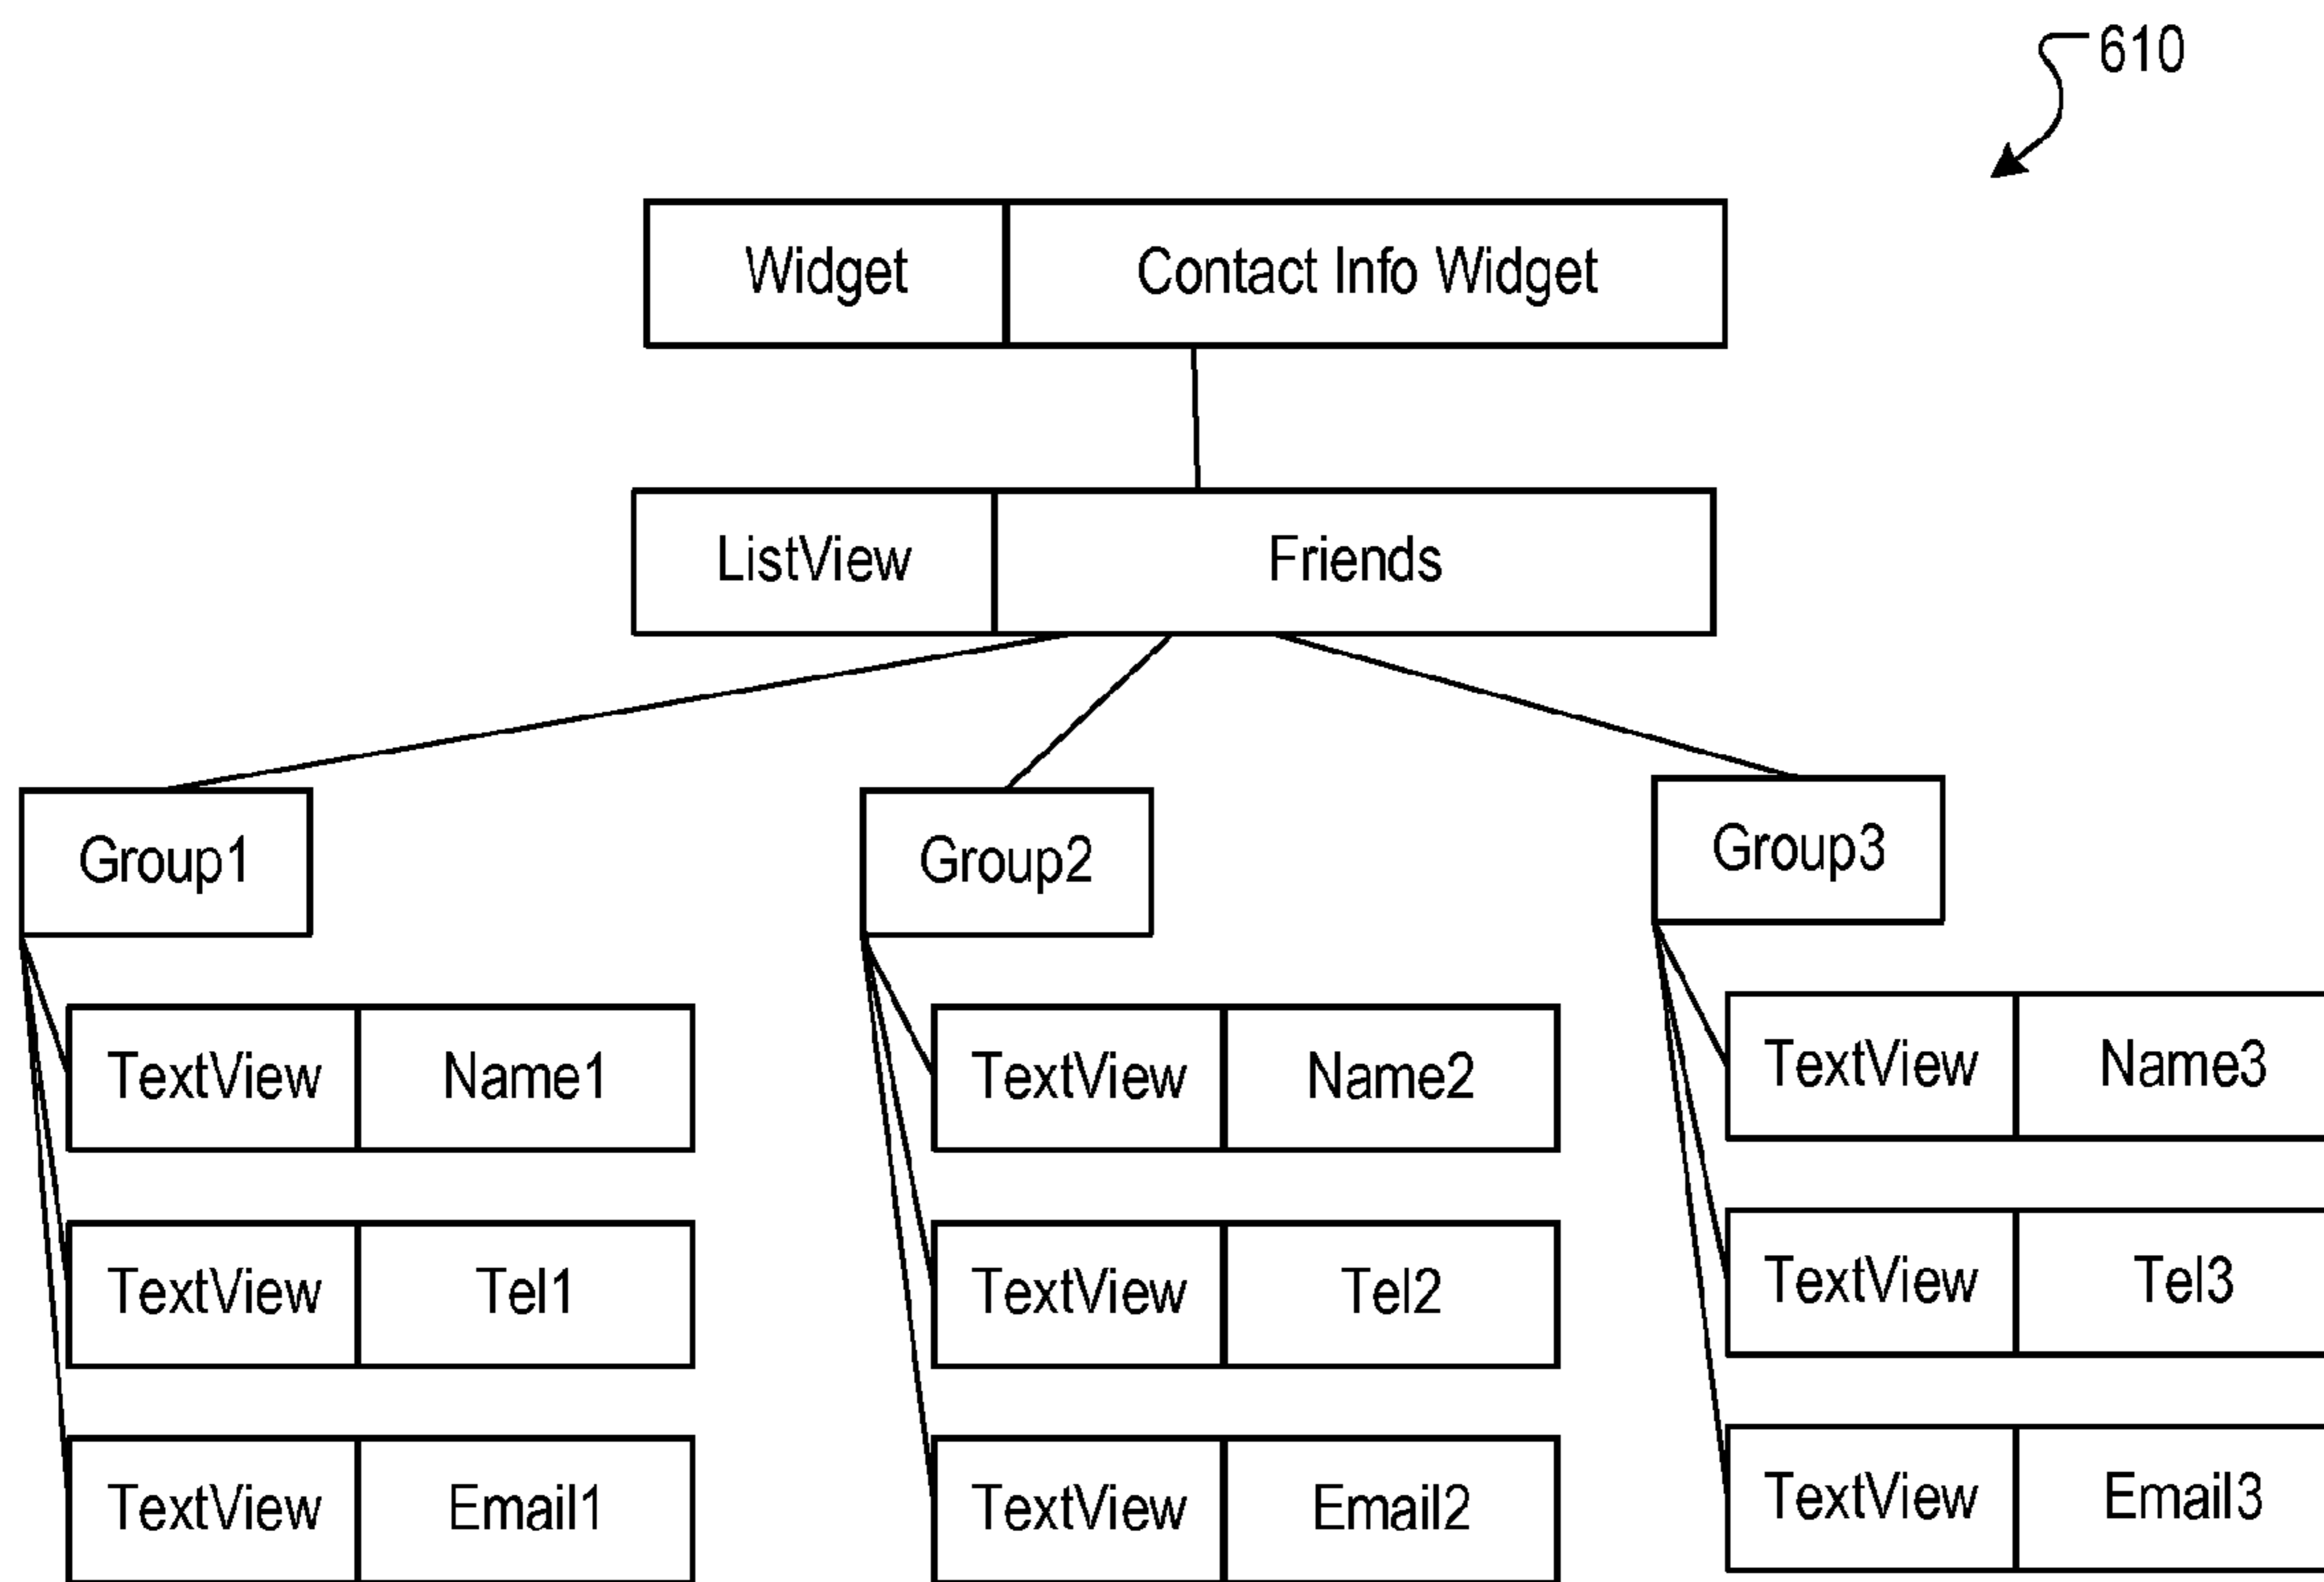 610
Widget Contact Info Widget
ListView Friends
Group1 Group2 Group3
TextView Name1 TextView Name2 TextView Name3
TextView Tel1 TextView Tel2 TextView Tel3
TextView Email1 TextView Email2 TextView Email3